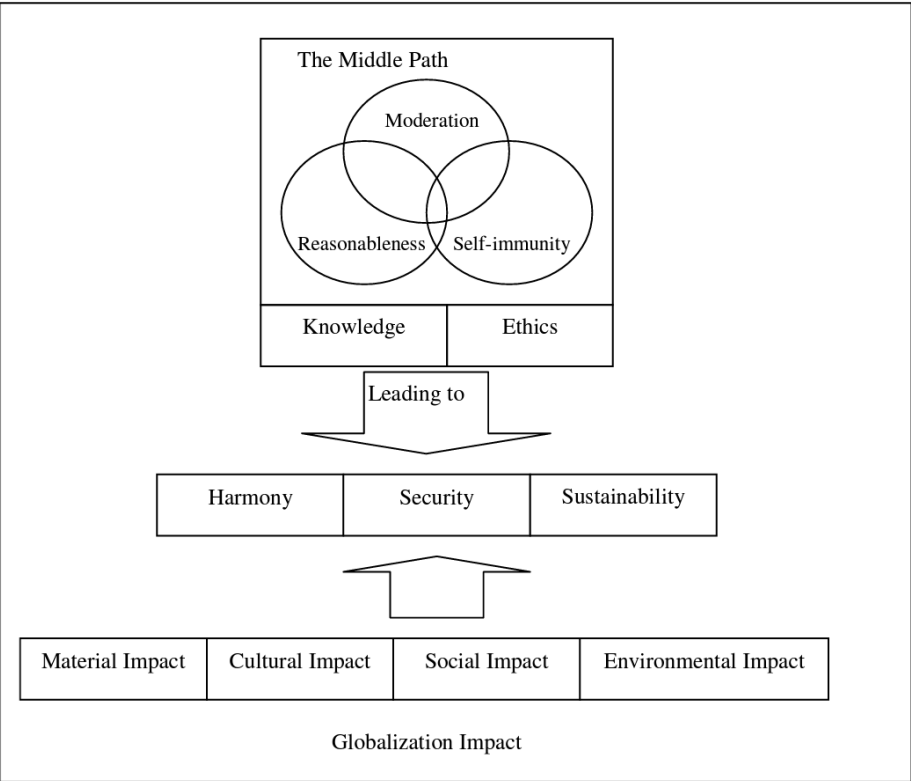 The Middle Path
Moderation
Reasonableness
Self-immunity
Knowledge
Ethics
Leading to
Harmony
Security
Sustainability
Material Impact
Cultural Impact
Social Impact
Environmental Impact
Globalization Impact